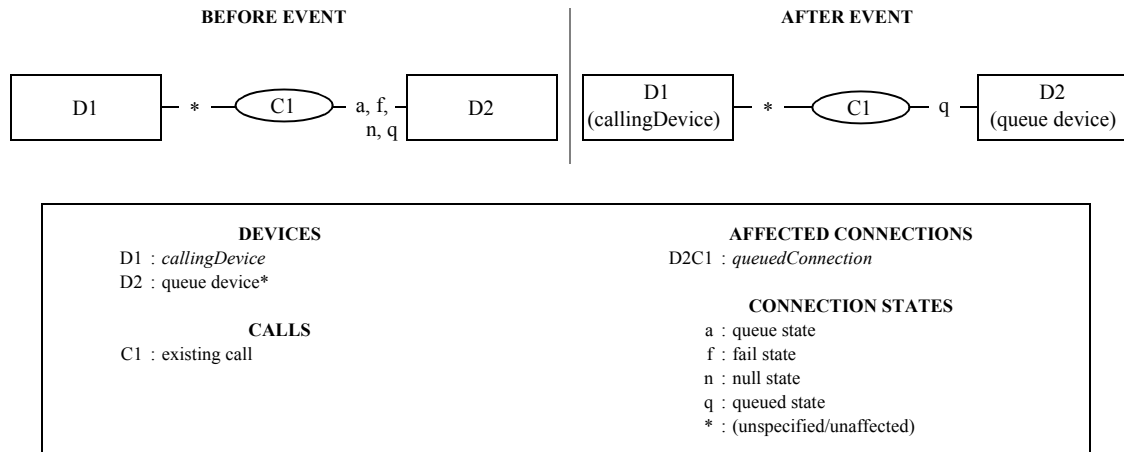 BEFORE EVENT
AFTER EVENT
D1
*
C1
a, f,
n, q
D2
D1
(callingDevice)
*
C1
q
D2
(queue device)
DEVICES
D1 : callingDevice
D2 : queue device*
CALLS
C1 : existing call
AFFECTED CONNECTIONS
D2C1 : queuedConnection
CONNECTION STATES
a : queue state
f : fail state
n : null state
q : queued state
* : (unspecified/unaffected)